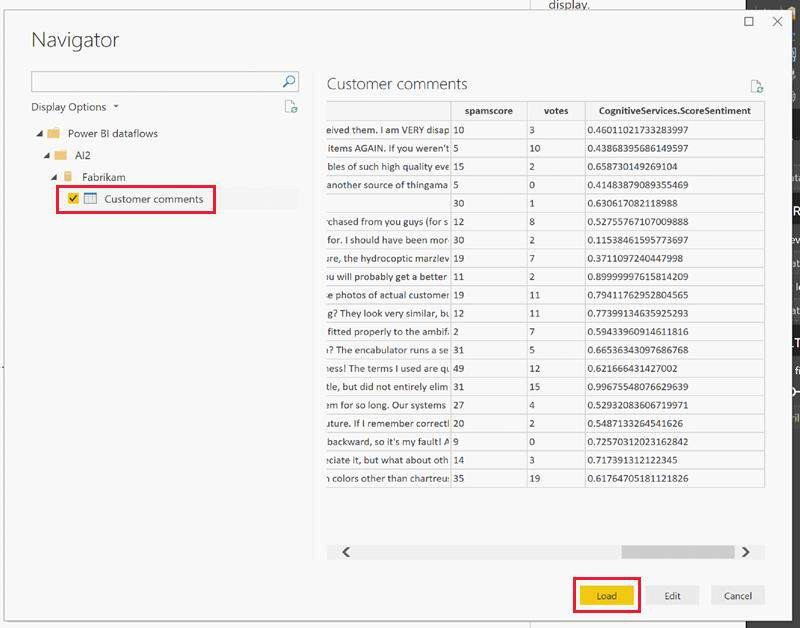 display.
Navigator
Display Options
Customer comments
Power BI dataflows
AI2
Fabrikam
Customer comments
spamscore votes CognitiveServices.ScoreSentiment
eived them. I am VERY disap 10 3 0.46011021733283997
items AGAIN. If you weren't 5 10 0.43868395686149597
bles of such high quality eve 15 2 0.658730149269104
another source of thingama 5 0 0.41483879089355469
30 1 0.630617082118988
rchased from you guys (for s 12 8 0.52755767107009888
for. I should have been mor 30 2 0.11538461595773697
ure, the hydrocoptic marzlev 19 7 0.3711097240447998
ou will probably get a better 11 2 0.89999997615814209
e photos of actual customer 19 11 0.79411762952804565
g? They look very similar, bu 12 11 0.77399134635925293
fitted properly to the ambifa 2 7 0.59433960914611816
? The encabulator runs a se 31 5 0.66536343097686768
ness! The terms I used are qu 49 12 0.621666431427002
tle, but did not entirely elim 31 15 0.99675548076629639
em for so long. Our systems 27 4 0.52932083606719971
uture. If I remember correctl 20 2 0.5487133264541626
backward, so it's my fault! A 9 0 0.72570312023162842
eciate it, but what about oth 14 3 0.717391312122345
n colors other than chartreus 35 19 0.61764705181121826
Load Edit Cancel